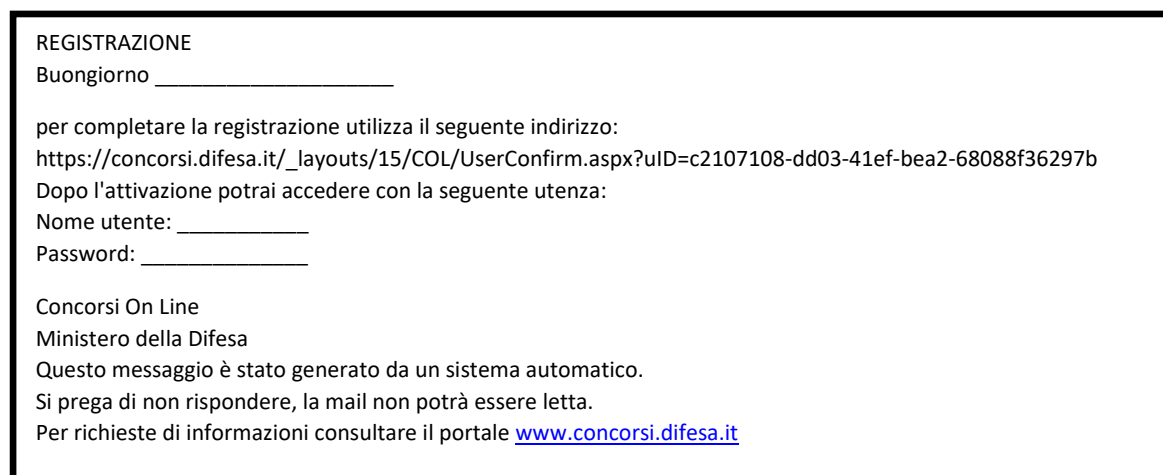 REGISTRAZIONE
Buongiorno ____________________
per completare la registrazione utilizza il seguente indirizzo:
https://concorsi.difesa.it/_layouts/15/COL/UserConfirm.aspx?uID=c2107108-dd03-41ef-bea2-68088f36297b
Dopo l'attivazione potrai accedere con la seguente utenza:
Nome utente: ___________
Password: ______________
Concorsi On Line
Ministero della Difesa
Questo messaggio è stato generato da un sistema automatico.
Si prega di non rispondere, la mail non potrà essere letta.
Per richieste di informazioni consultare il portale www.concorsi.difesa.it